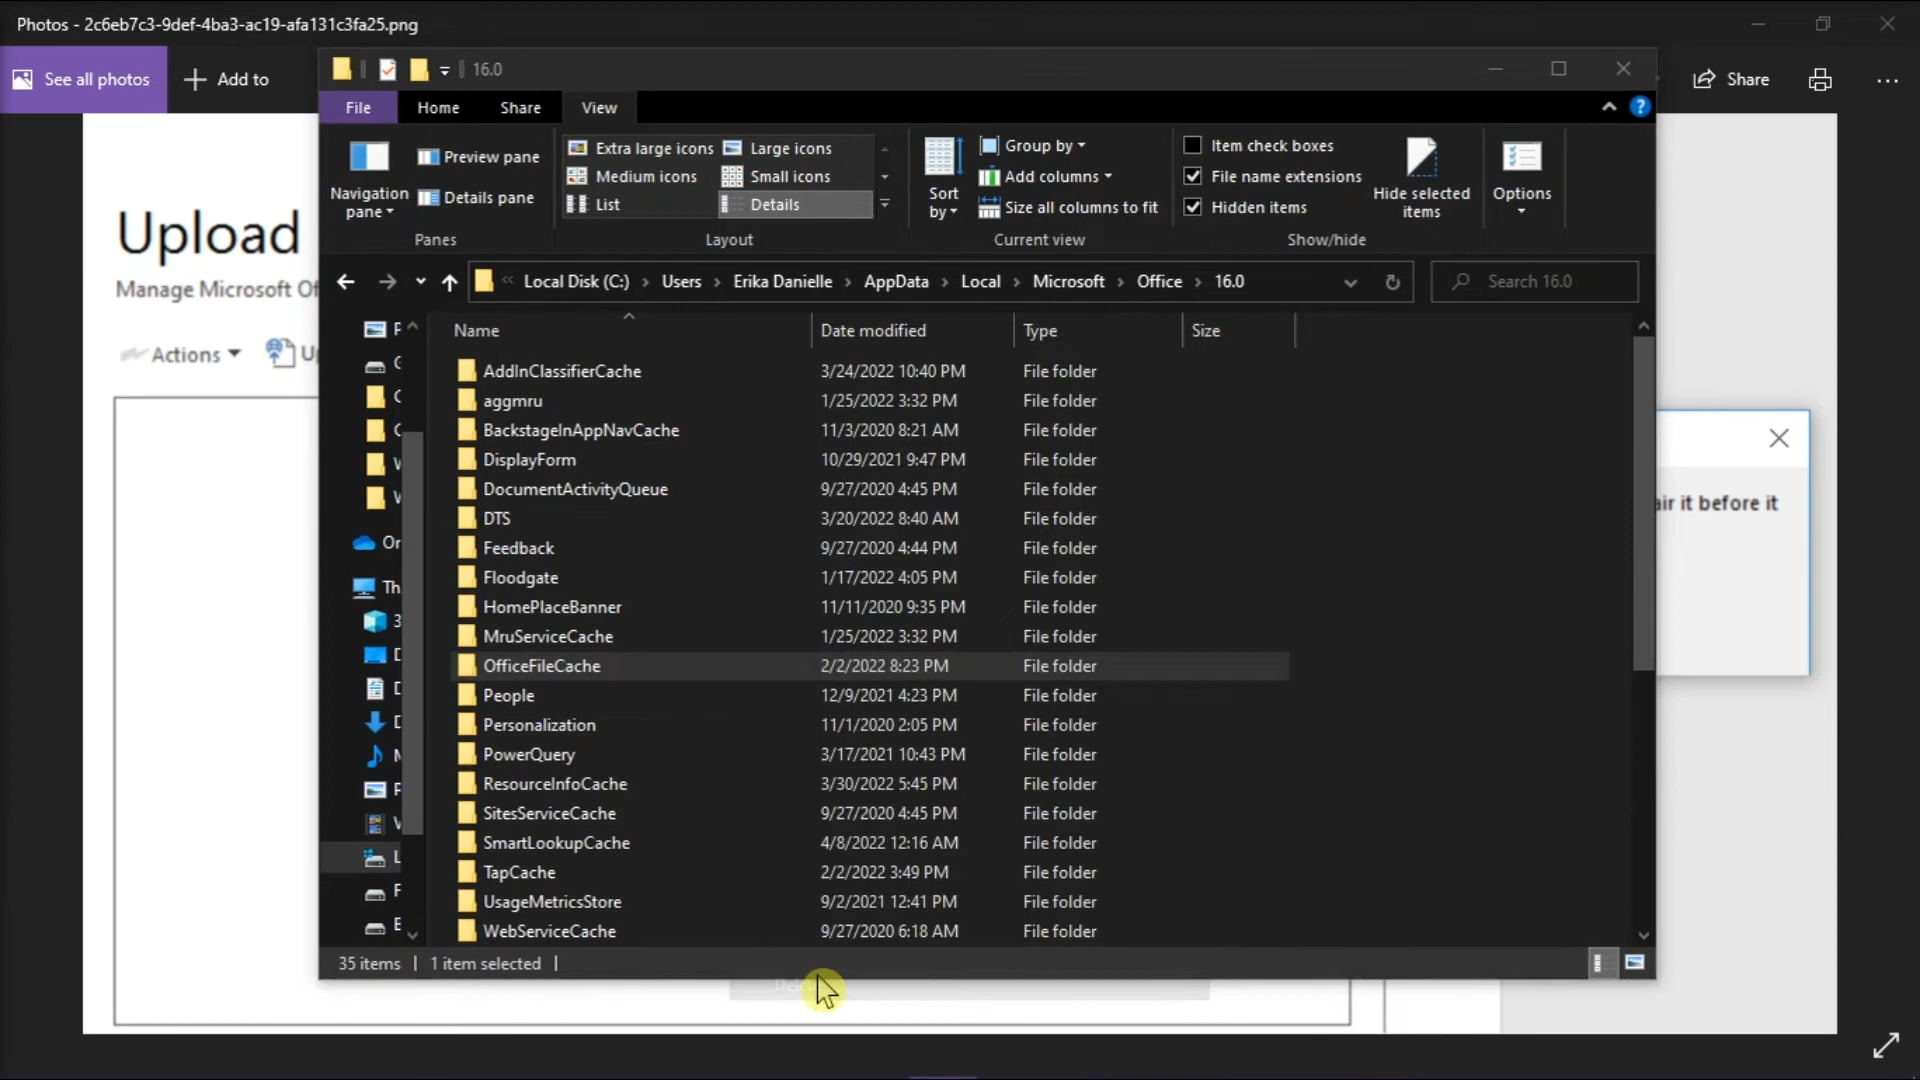 Photos - 2c6eb7c3-9def-4ba3-ac19-afa131c3fa25.png
See all photos
Add to
Share
16.0
File
Home
Share
View
Navigation pane
Preview pane
Details pane
Panes
Extra large icons
Large icons
Medium icons
Small icons
List
Details
Layout
Sort by
Group by
Add columns
Size all columns to fit
Current view
Item check boxes
File name extensions
Hidden items
Hide selected items
Show/hide
Options
« Local Disk (C:) › Users › Erika Danielle › AppData › Local › Microsoft › Office › 16.0
Search 16.0
Name Date modified Type Size
AddInClassifierCache 3/24/2022 10:40 PM File folder
aggmru 1/25/2022 3:32 PM File folder
BackstageInAppNavCache 11/3/2020 8:21 AM File folder
DisplayForm 10/29/2021 9:47 PM File folder
DocumentActivityQueue 9/27/2020 4:45 PM File folder
DTS 3/20/2022 8:40 AM File folder
Feedback 9/27/2020 4:44 PM File folder
Floodgate 1/17/2022 4:05 PM File folder
HomePlaceBanner 11/11/2020 9:35 PM File folder
MruServiceCache 1/25/2022 3:32 PM File folder
OfficeFileCache 2/2/2022 8:23 PM File folder
People 12/9/2021 4:23 PM File folder
Personalization 11/1/2020 2:05 PM File folder
PowerQuery 3/17/2021 10:43 PM File folder
ResourceInfoCache 3/30/2022 5:45 PM File folder
SitesServiceCache 9/27/2020 4:45 PM File folder
SmartLookupCache 4/8/2022 12:16 AM File folder
TapCache 2/2/2022 3:49 PM File folder
UsageMetricsStore 9/2/2021 12:41 PM File folder
WebServiceCache 9/27/2020 6:18 AM File folder
35 items
1 item selected
Upload
Manage Microsoft Of
Actions
it before it